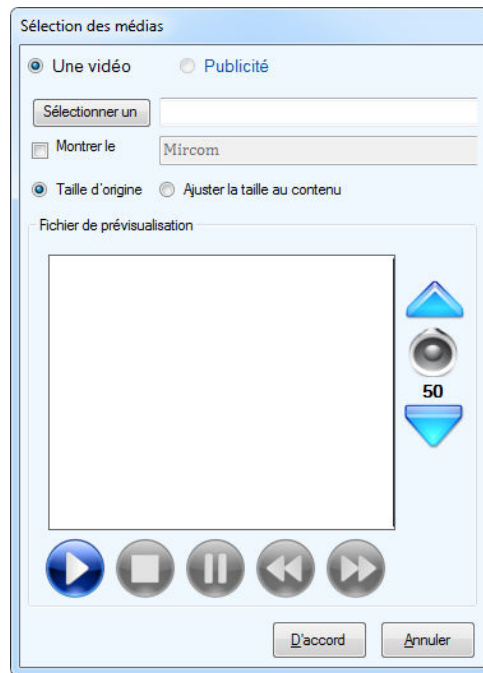 Sélection des médias
Une vidéo Publicité
Sélectionner un
Montrer le Mircom
Taille d'origine Ajuster la taille au contenu
Fichier de prévisualisation
50
D'accord Annuler